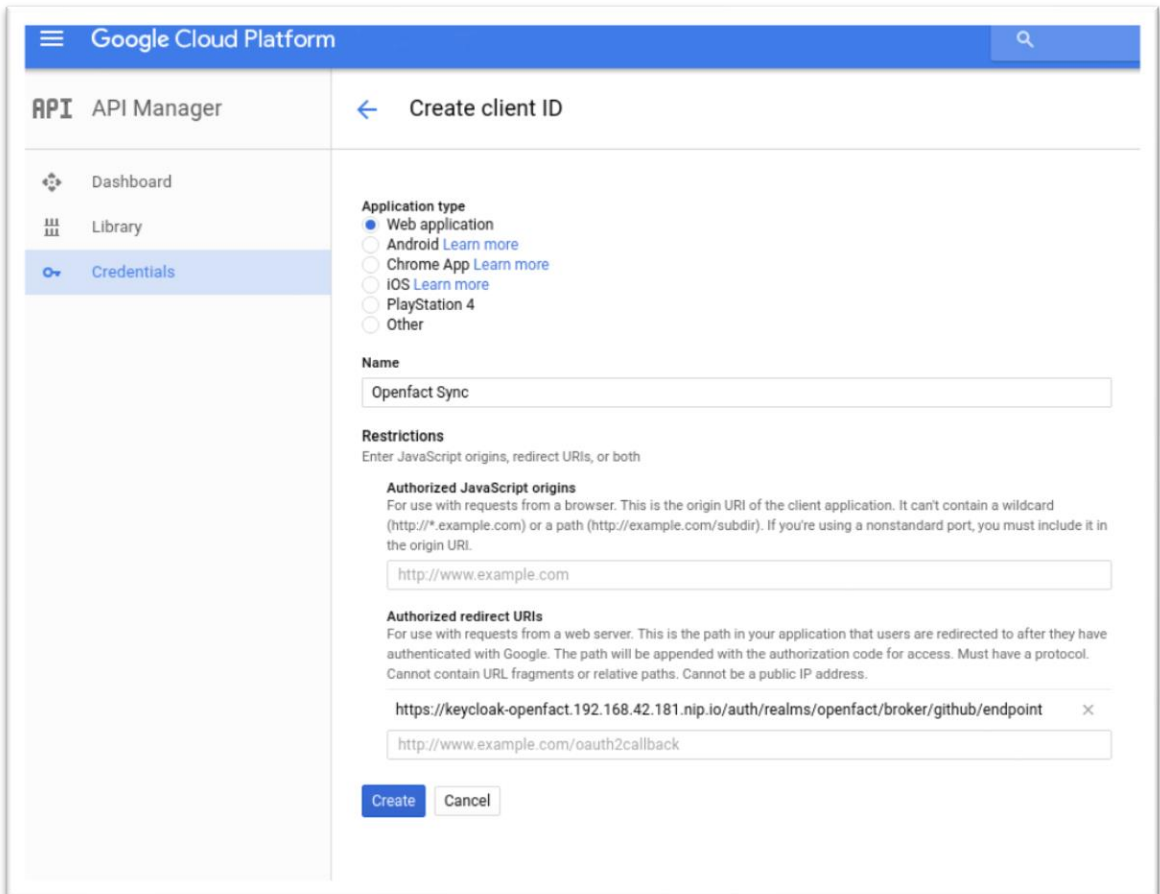 Google Cloud Platform
API API Manager
Create client ID
Dashboard
Library
Credentials
Application type
Web application
Android Learn more
Chrome App Learn more
iOS Learn more
PlayStation 4
Other
Name
Openfact Sync
Restrictions
Enter JavaScript origins, redirect URIs, or both
Authorized JavaScript origins
For use with requests from a browser. This is the origin URI of the client application. It can't contain a wildcard
(http://*.example.com) or a path (http://example.com/subdir). If you're using a nonstandard port, you must include it in
the origin URI.
http://www.example.com
Authorized redirect URIs
For use with requests from a web server. This is the path in your application that users are redirected to after they have
authenticated with Google. The path will be appended with the authorization code for access. Must have a protocol.
Cannot contain URL fragments or relative paths. Cannot be a public IP address.
https://keycloak-openfact.192.168.42.181.nip.io/auth/realms/openfact/broker/github/endpoint
http://www.example.com/oauth2callback
Create Cancel